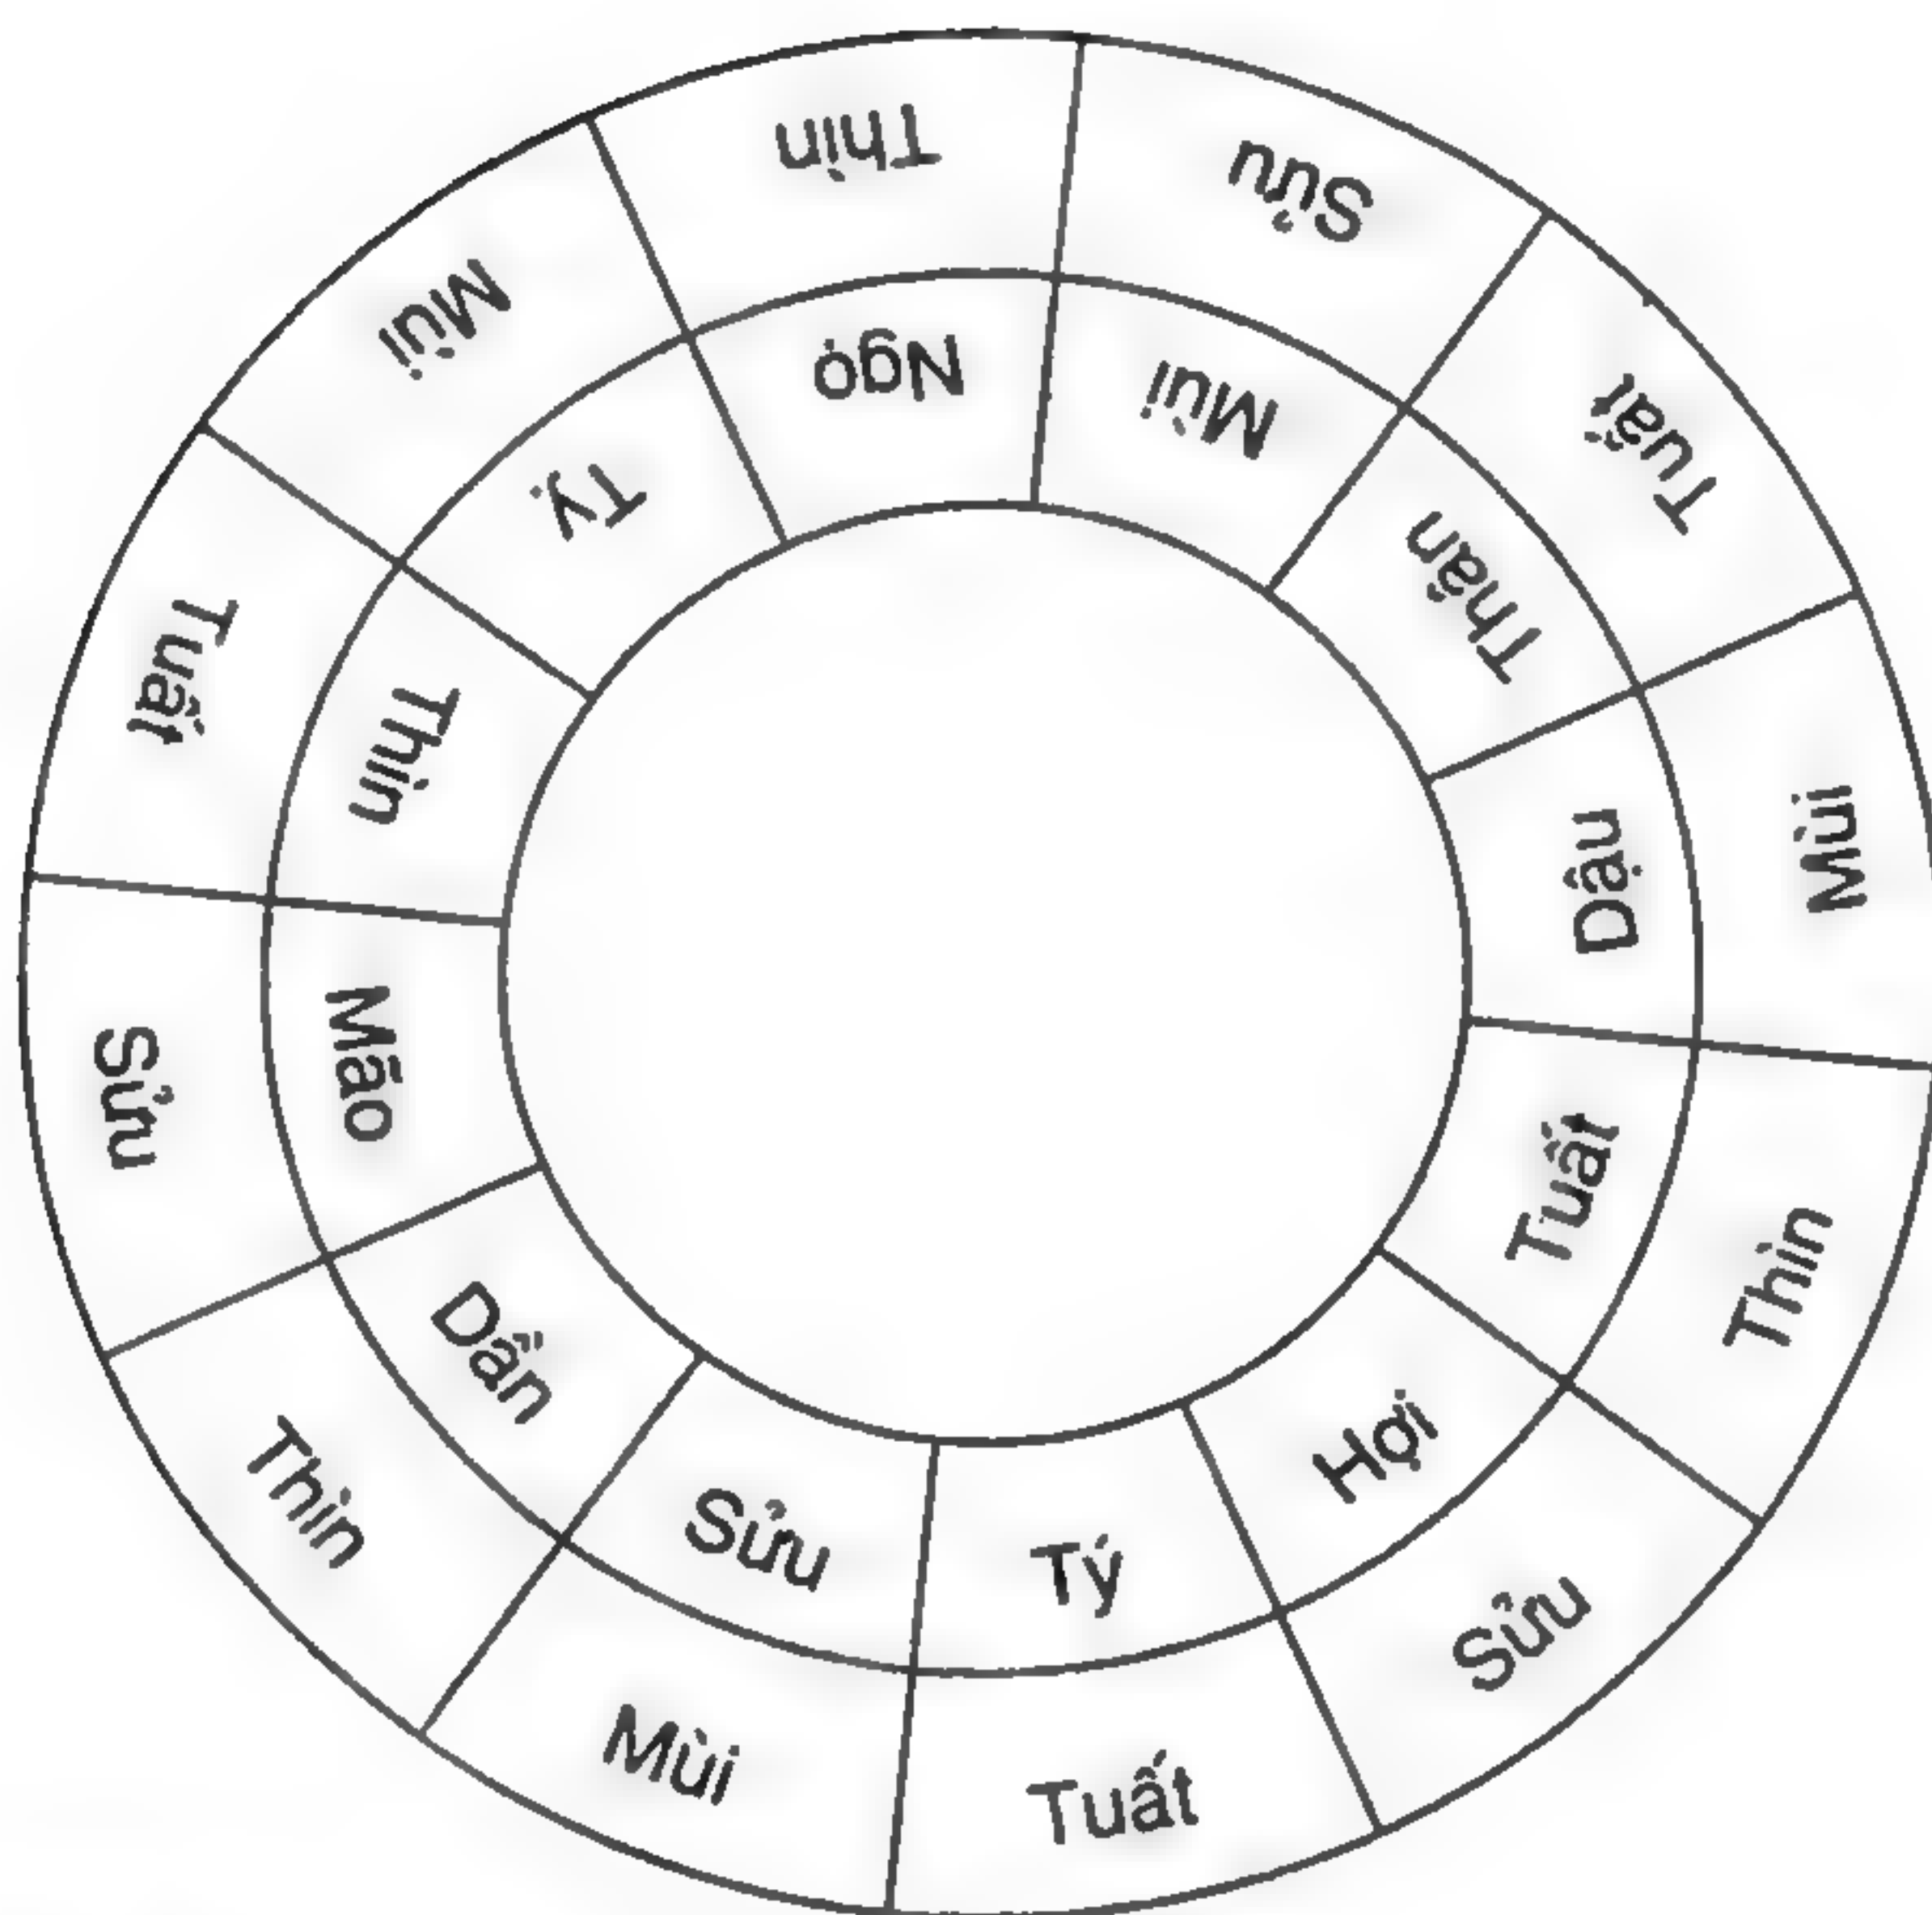 Thìn
Sửu
Tuất
Mùi
Thìn
Sửu
Tuất
Mùi
Thìn
Sửu
Tuất
Mùi
Ngọ
Mùi
Thân
Dậu
Tuất
Hợi
Tý
Sửu
Dần
Mão
Thìn
Tỵ